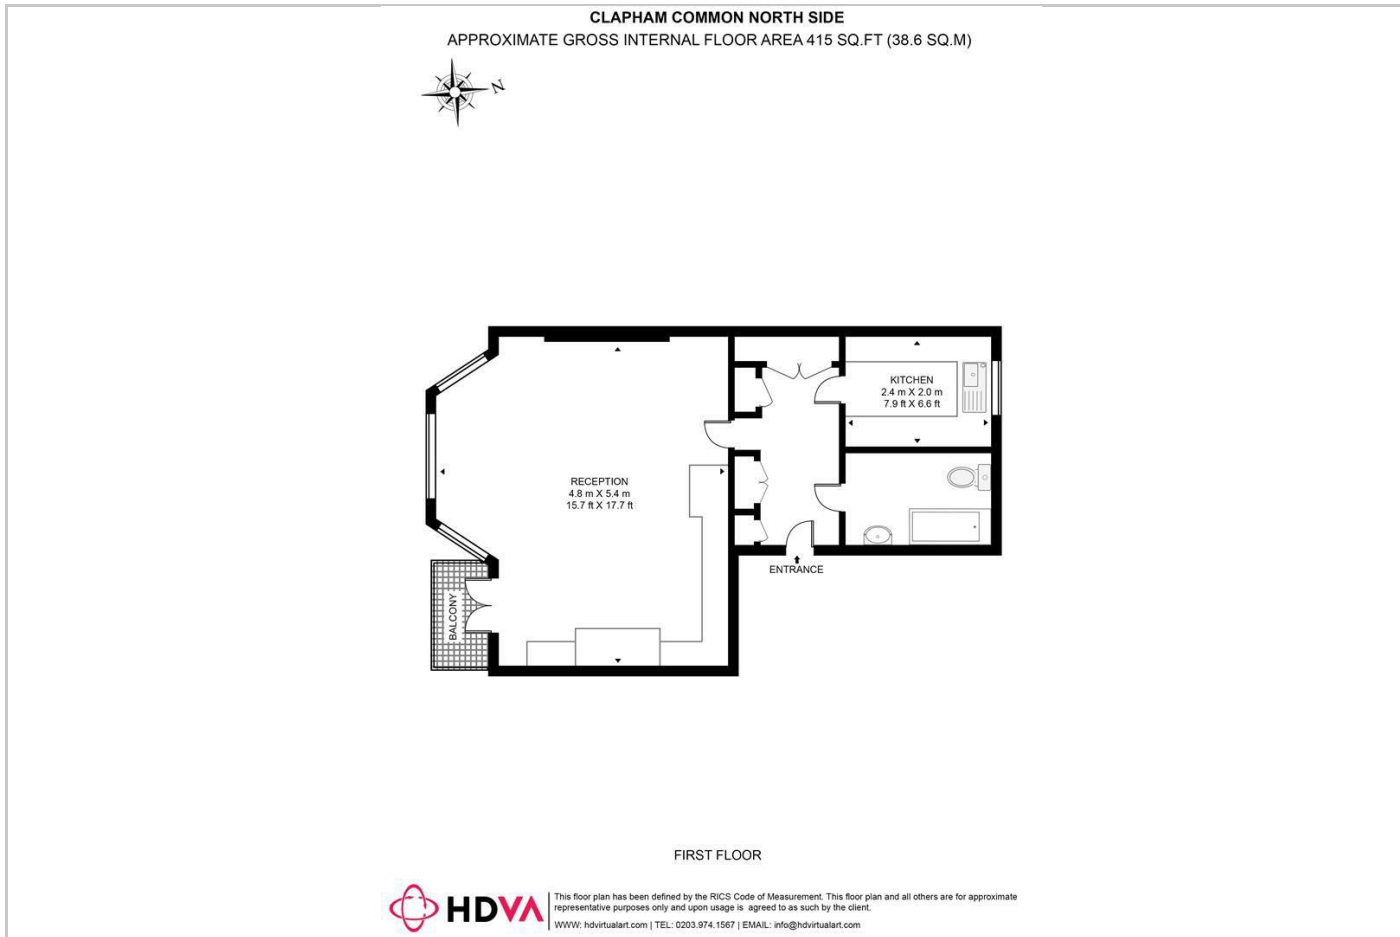 CLAPHAM COMMON NORTH SIDE
APPROXIMATE GROSS INTERNAL FLOOR AREA 415 SQ.FT (38.6 SQ.M)
N
KITCHEN
2.4 m X 2.0 m
7.9 ft X 6.6 ft
RECEPTION
4.8 m X 5.4 m
15.7 ft X 17.7 ft
ENTRANCE
BALCONY
FIRST FLOOR
HDVA
This floor plan has been defined by the RICS Code of Measurement. This floor plan and all others are for approximate
representative purposes only and upon usage is agreed to as such by the client.
WWW: hdvirtualart.com | TEL: 0203.974.1567 | EMAIL: info@hdvirtualart.com